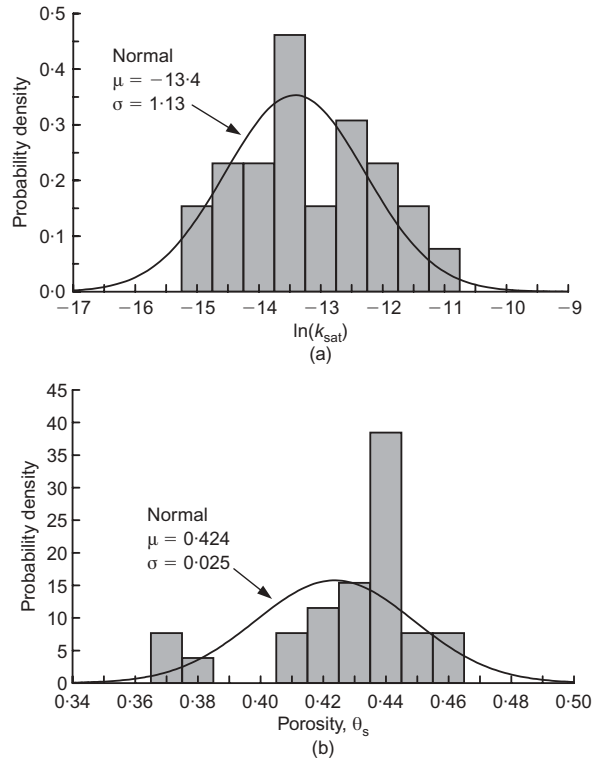 0·5
0·4
0·3
0·2
0·1
0·0
Probability density
Normal
μ = −13·4
σ = 1·13
−17 −16 −15 −14 −13 −12 −11 −10 −9
ln(k_sat)
(a)
45
40
35
30
25
20
15
10
5
0
Probability density
Normal
μ = 0·424
σ = 0·025
0·34 0·36 0·38 0·40 0·42 0·44 0·46 0·48 0·50
Porosity, θ_s
(b)